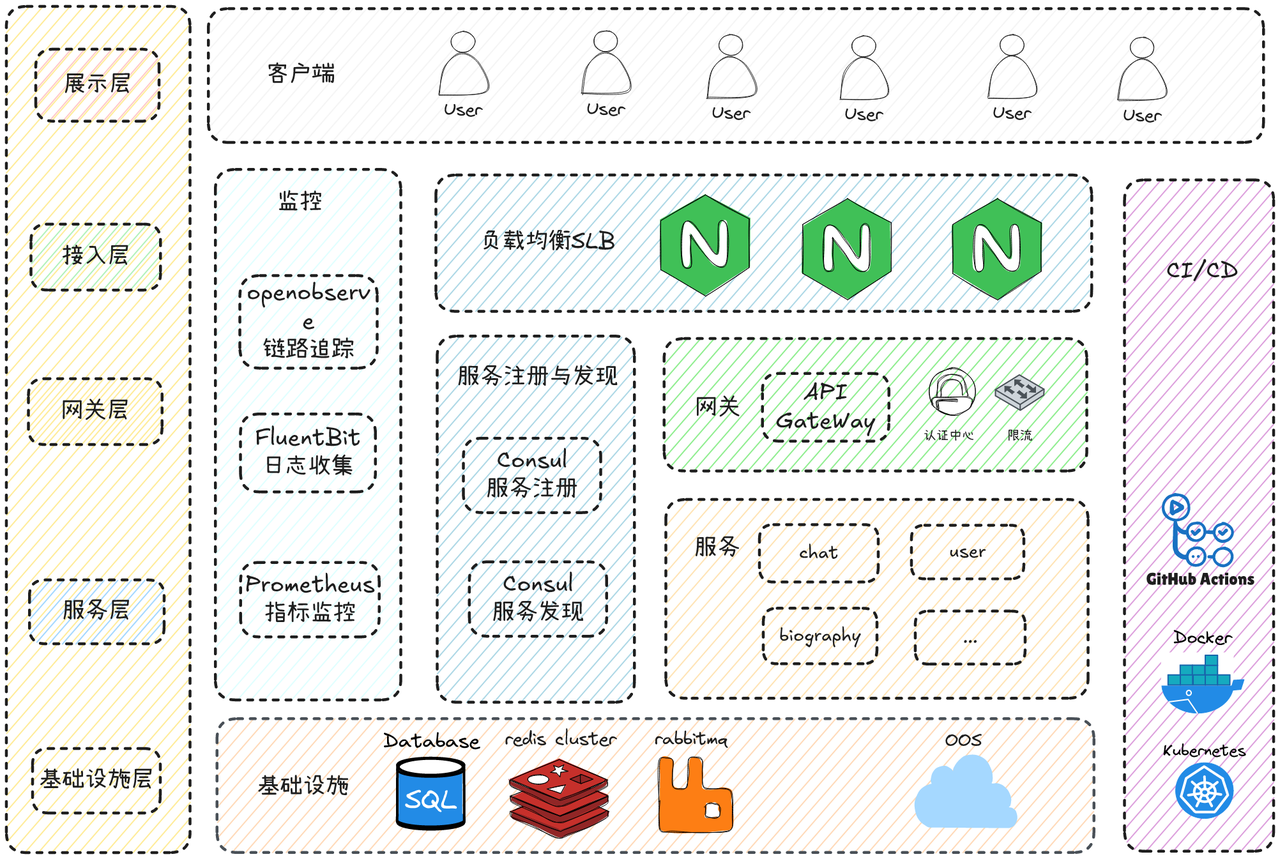 展示层
接入层
网关层
服务层
基础设施层
客户端
User
User
User
User
User
User
监控
openobserv
e
链路追踪
FluentBit
日志收集
Prometheus
指标监控
负载均衡SLB
N
N
N
服务注册与发现
Consul
服务注册
Consul
服务发现
网关
API
GateWay
认证中心
限流
服务
chat
user
biography
...
基础设施
Database
SQL
redis cluster
rabbitmq
OOS
CI/CD
GitHub Actions
Docker
Kubernetes